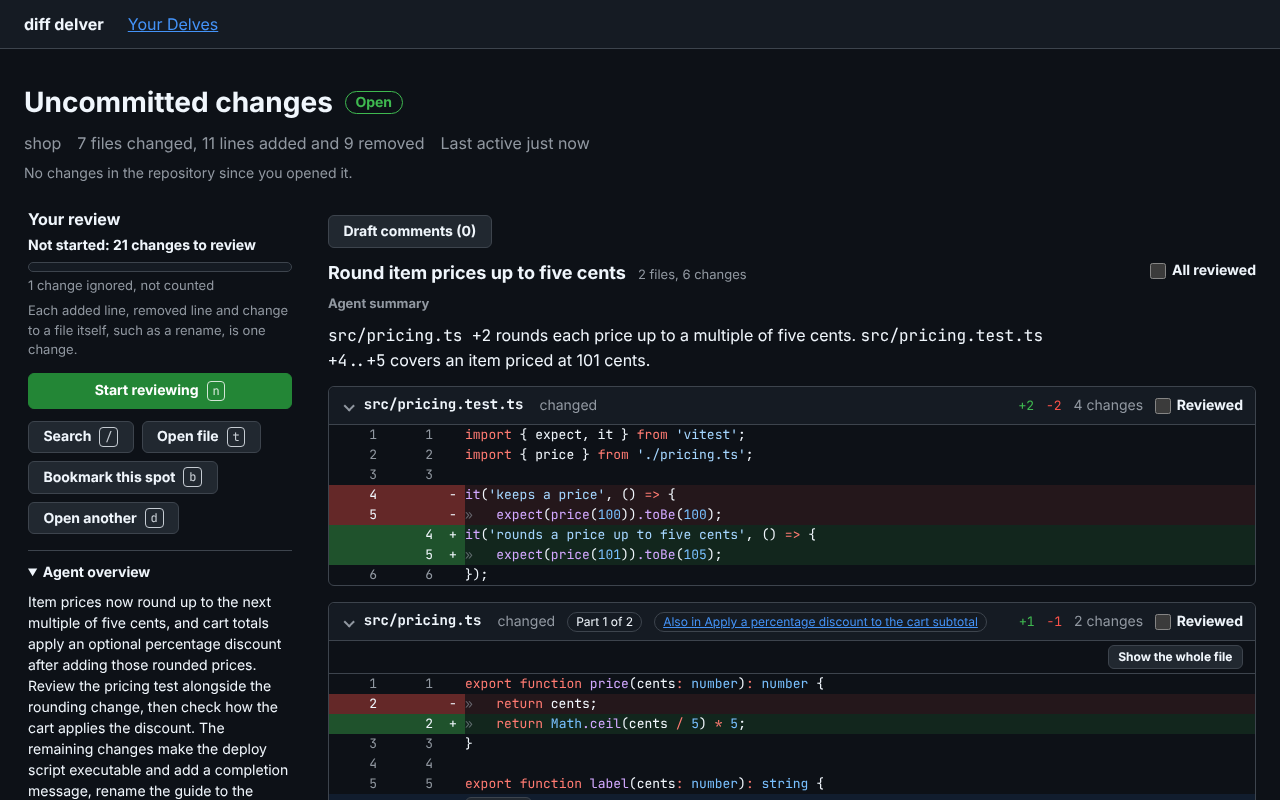 diff delver Your Delves
Uncommitted changes Open
shop 7 files changed, 11 lines added and 9 removed Last active just now
No changes in the repository since you opened it.
Your review
Not started: 21 changes to review
1 change ignored, not counted
Each added line, removed line and change
to a file itself, such as a rename, is one
change.
Start reviewing n
Search / Open file t
Bookmark this spot b
Open another d
▼ Agent overview
Item prices now round up to the next
multiple of five cents, and cart totals
apply an optional percentage discount
after adding those rounded prices.
Review the pricing test alongside the
rounding change, then check how the
cart applies the discount. The
remaining changes make the deploy
script executable and add a completion
message, rename the guide to the
Draft comments (0)
Round item prices up to five cents 2 files, 6 changes All reviewed
Agent summary
src/pricing.ts +2 rounds each price up to a multiple of five cents. src/pricing.test.ts
+4..+5 covers an item priced at 101 cents.
src/pricing.test.ts changed +2 -2 4 changes Reviewed
1 1 import { expect, it } from 'vitest';
2 2 import { price } from './pricing.ts';
3 3
4 - it('keeps a price', () => {
5 - » expect(price(100)).toBe(100);
4 + it('rounds a price up to five cents', () => {
5 + » expect(price(101)).toBe(105);
6 6 });
src/pricing.ts changed Part 1 of 2 Also in Apply a percentage discount to the cart subtotal +1 -1 2 changes Reviewed
Show the whole file
1 1 export function price(cents: number): number {
2 - » return cents;
2 + » return Math.ceil(cents / 5) * 5;
3 3 }
4 4
5 5 export function label(cents: number): string {